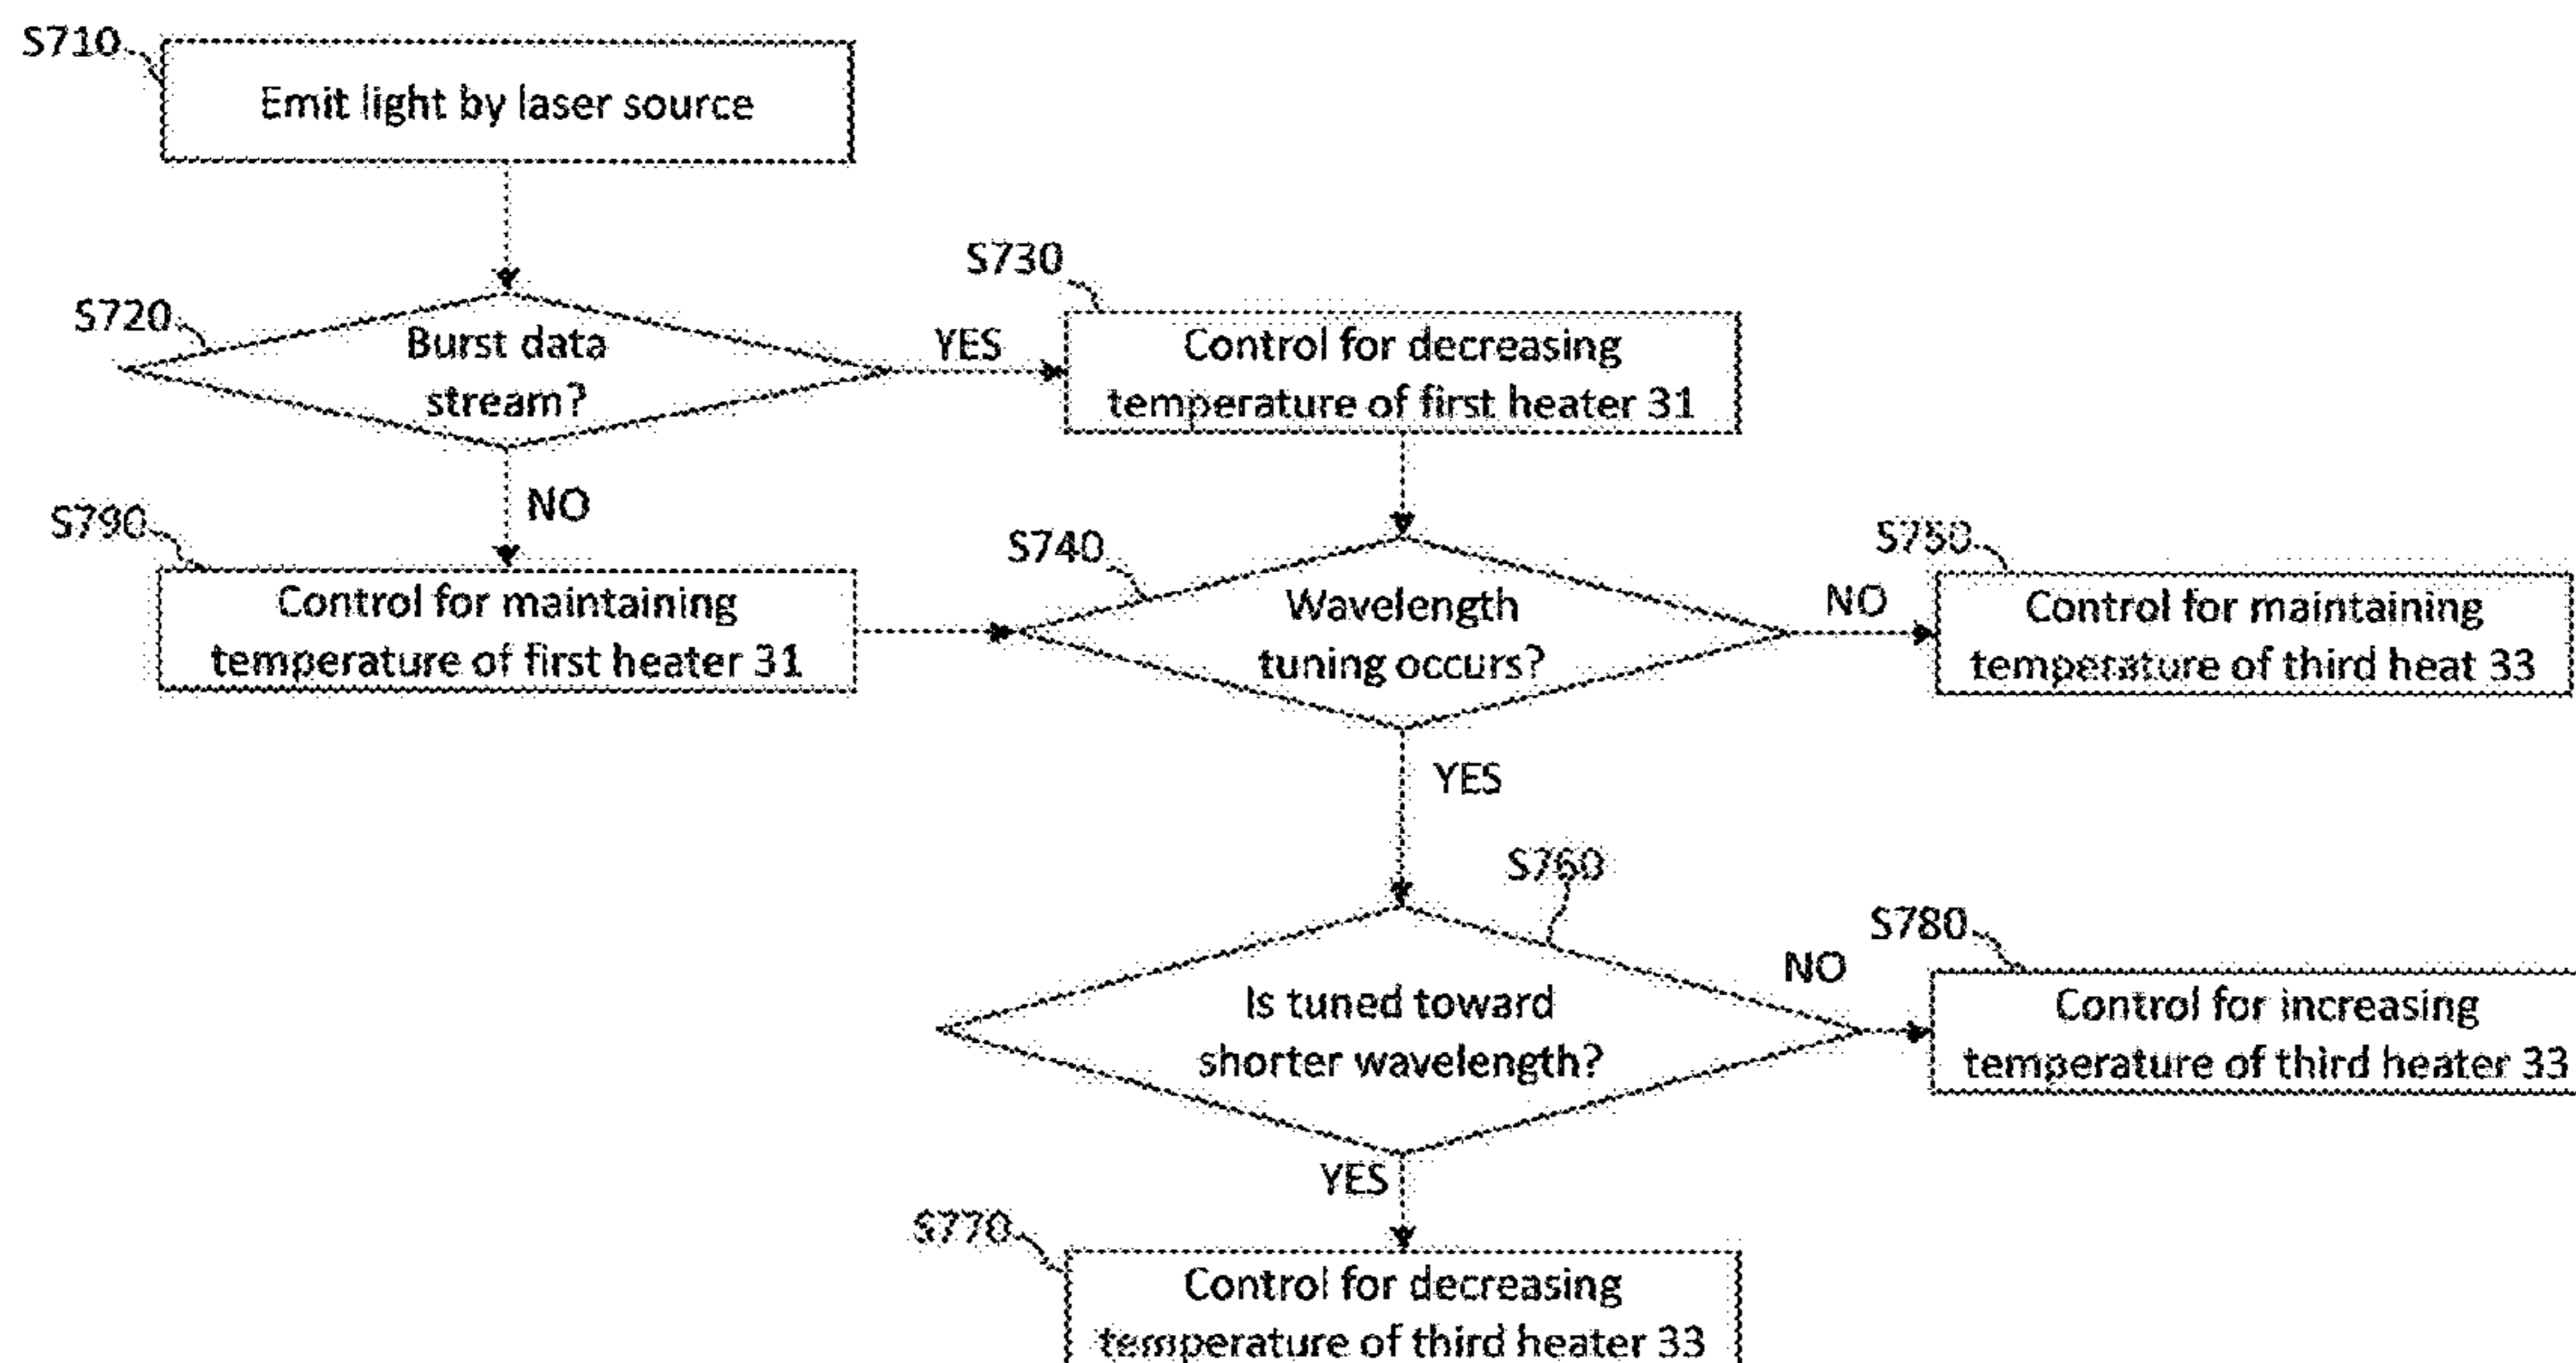 S710
Emit light by laser source
S720
Burst data
stream?
YES
S730
Control for decreasing
temperature of first heater 31
NO
S790
Control for maintaining
temperature of first heater 31
S740
Wavelength
tuning occurs?
NO
S750
Control for maintaining
temperature of third heat 33
YES
S760
Is tuned toward
shorter wavelength?
NO
S780
Control for increasing
temperature of third heater 33
YES
S770
Control for decreasing
temperature of third heater 33